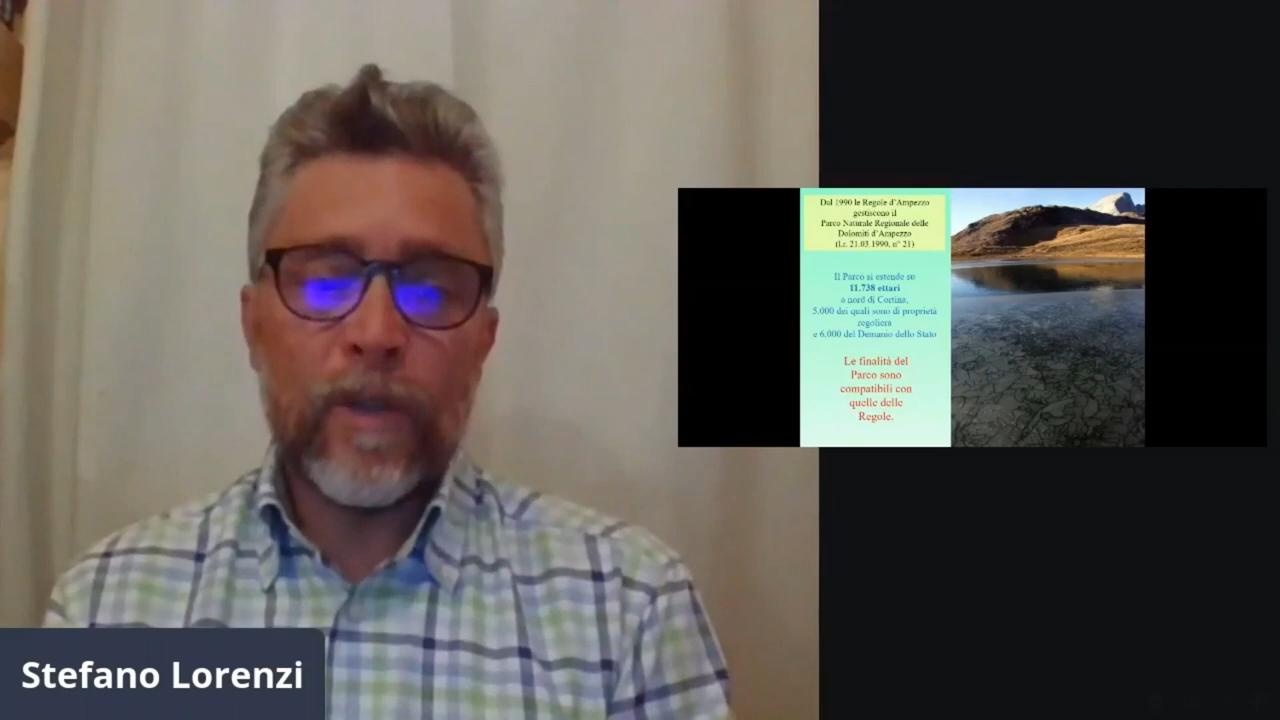 Dal 1990 le Regole d'Ampezzo
gestiscono il
Parco Naturale Regionale delle
Dolomiti d'Ampezzo
(l.r. 21.03.1990, n° 21)
Il Parco si estende su
11.738 ettari
a nord di Cortina,
5.000 dei quali sono di proprietà
regoliera
e 6.000 del Demanio dello Stato
Le finalità del
Parco sono
compatibili con
quelle delle
Regole.
Stefano Lorenzi